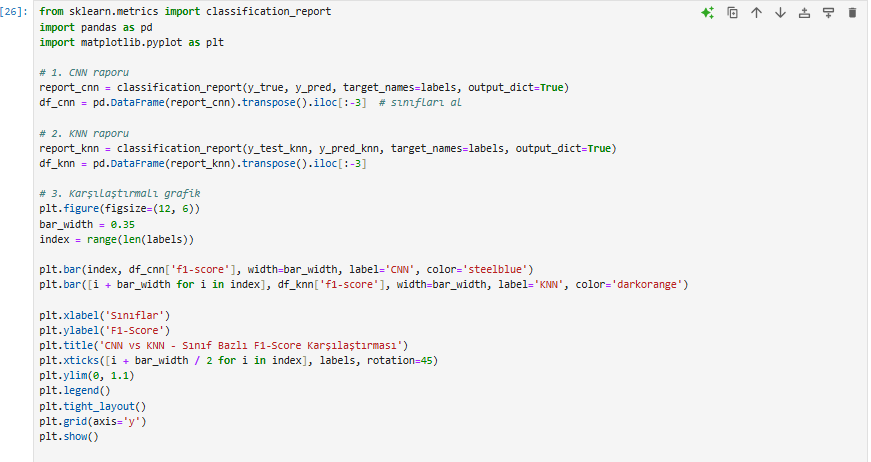 [26]:
from sklearn.metrics import classification_report
import pandas as pd
import matplotlib.pyplot as plt
# 1. CNN raporu
report_cnn = classification_report(y_true, y_pred, target_names=labels, output_dict=True)
df_cnn = pd.DataFrame(report_cnn).transpose().iloc[:-3]  # sınıfları al
# 2. KNN raporu
report_knn = classification_report(y_test_knn, y_pred_knn, target_names=labels, output_dict=True)
df_knn = pd.DataFrame(report_knn).transpose().iloc[:-3]
# 3. Karşılaştırmalı grafik
plt.figure(figsize=(12, 6))
bar_width = 0.35
index = range(len(labels))
plt.bar(index, df_cnn['f1-score'], width=bar_width, label='CNN', color='steelblue')
plt.bar([i + bar_width for i in index], df_knn['f1-score'], width=bar_width, label='KNN', color='darkorange')
plt.xlabel('Sınıflar')
plt.ylabel('F1-Score')
plt.title('CNN vs KNN - Sınıf Bazlı F1-Score Karşılaştırması')
plt.xticks([i + bar_width / 2 for i in index], labels, rotation=45)
plt.ylim(0, 1.1)
plt.legend()
plt.tight_layout()
plt.grid(axis='y')
plt.show()